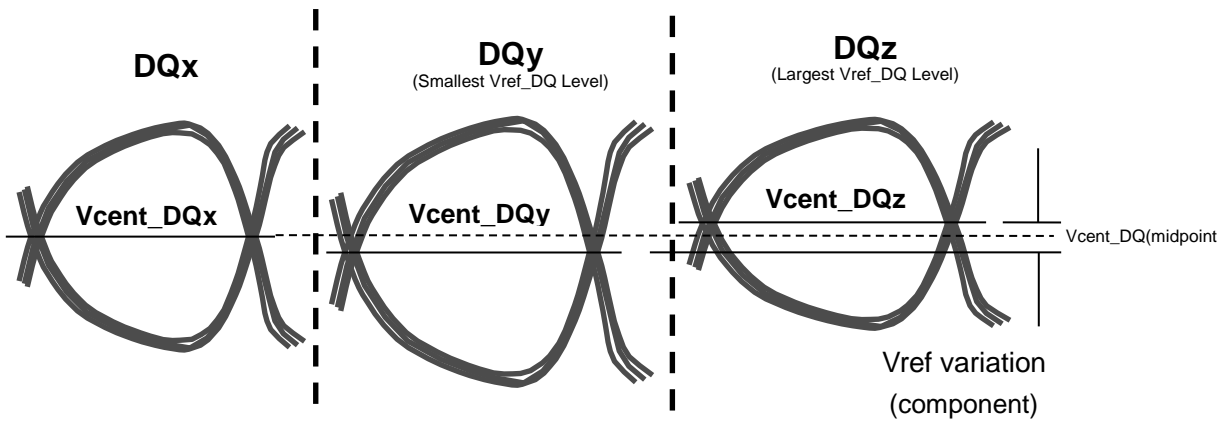 DQx
DQy
(Smallest Vref_DQ Level)
DQz
(Largest Vref_DQ Level)
Vcent_DQx
Vcent_DQy
Vcent_DQz
Vcent_DQ(midpoint
Vref variation
(component)